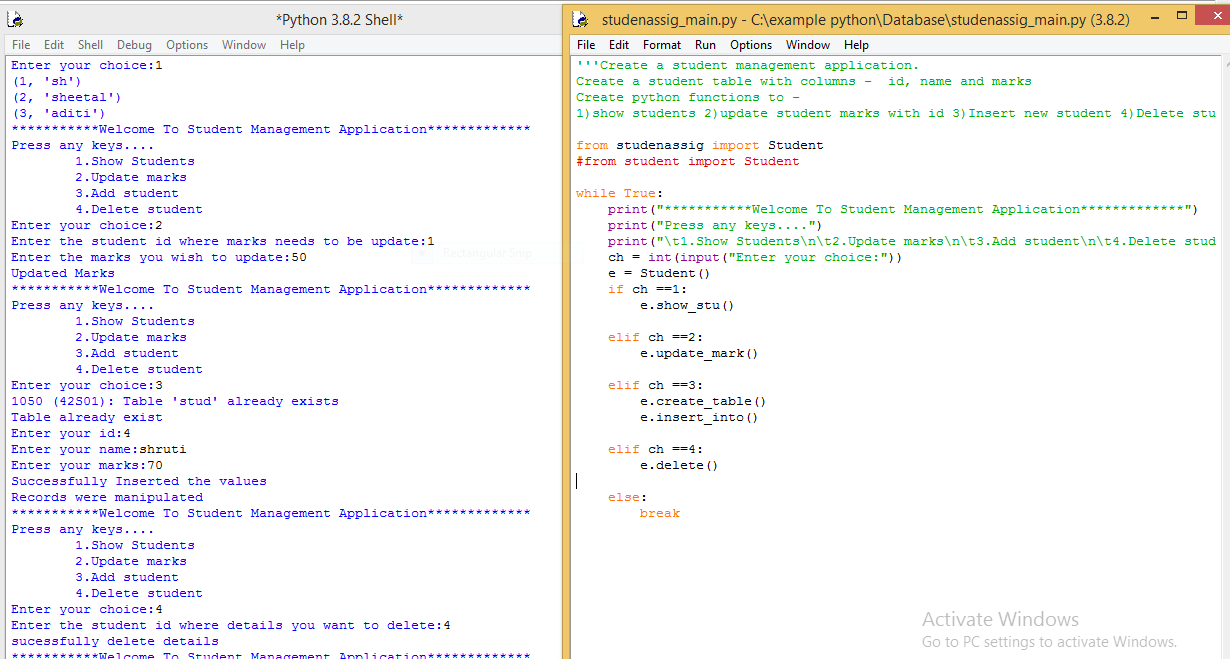 *Python 3.8.2 Shell*
File Edit Shell Debug Options Window Help
Enter your choice:1
(1, 'sh')
(2, 'sheetal')
(3, 'aditi')
***********Welcome To Student Management Application*************
Press any keys....
1.Show Students
2.Update marks
3.Add student
4.Delete student
Enter your choice:2
Enter the student id where marks needs to be update:1
Enter the marks you wish to update:50
Updated Marks
***********Welcome To Student Management Application*************
Press any keys....
1.Show Students
2.Update marks
3.Add student
4.Delete student
Enter your choice:3
1050 (42S01): Table 'stud' already exists
Table already exist
Enter your id:4
Enter your name:shruti
Enter your marks:70
Successfully Inserted the values
Records were manipulated
***********Welcome To Student Management Application*************
Press any keys....
1.Show Students
2.Update marks
3.Add student
4.Delete student
Enter your choice:4
Enter the student id where details you want to delete:4
sucessfully delete details
***********Welcome To Student Management Application*************
Rectangular Snip
studenassig_main.py - C:\example python\Database\studenassig_main.py (3.8.2)
File Edit Format Run Options Window Help
'''Create a student management application.
Create a student table with columns - id, name and marks
Create python functions to -
1)show students 2)update student marks with id 3)Insert new student 4)Delete stu
from studenassig import Student
#from student import Student
while True:
print("***********Welcome To Student Management Application*************")
print("Press any keys....")
print("\t1.Show Students\n\t2.Update marks\n\t3.Add student\n\t4.Delete stud
ch = int(input("Enter your choice:"))
e = Student()
if ch ==1:
e.show_stu()
elif ch ==2:
e.update_mark()
elif ch ==3:
e.create_table()
e.insert_into()
elif ch ==4:
e.delete()
else:
break
Activate Windows
Go to PC settings to activate Windows.